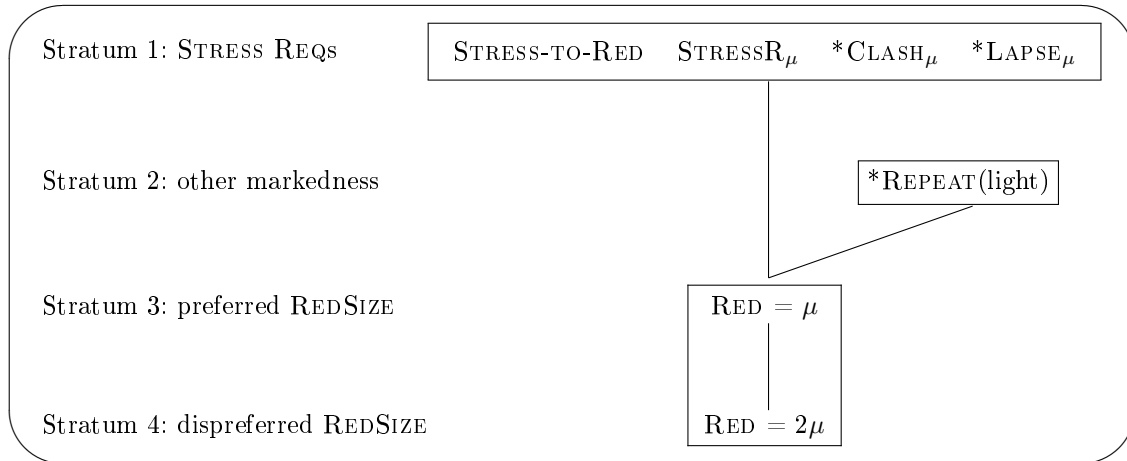 Stratum 1: STRESS REQS STRESS-TO-RED STRESSRμ *CLASHμ *LAPSEμ
Stratum 2: other markedness *REPEAT(light)
Stratum 3: preferred REDSIZE RED = μ
Stratum 4: dispreferred REDSIZE RED = 2μ